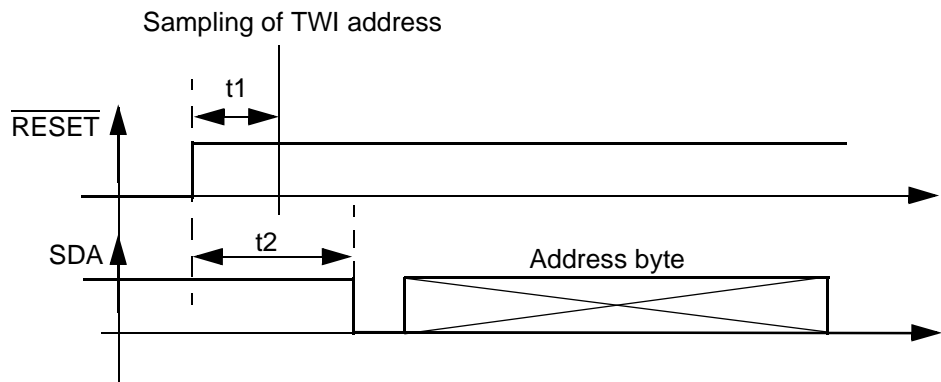 Sampling of TWI address
t1
RESET
t2
SDA
Address byte